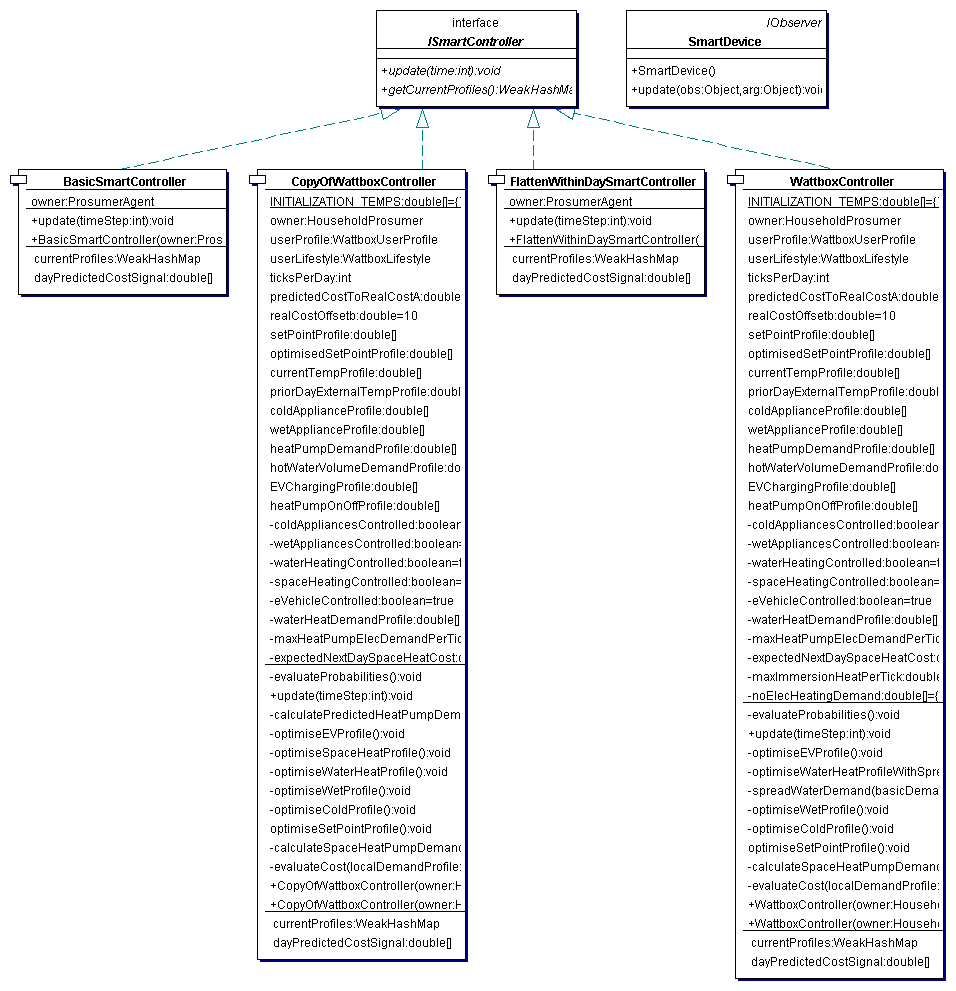 interface
ISmartController
+update(time:int):void
+getCurrentProfiles():WeakHashMa
IObserver
SmartDevice
+SmartDevice()
+update(obs:Object,arg:Object):voi
BasicSmartController
owner:ProsumerAgent
+update(timeStep:int):void
+BasicSmartController(owner:Pros
currentProfiles:WeakHashMap
dayPredictedCostSignal:double[]
CopyOfWattboxController
INITIALIZATION_TEMPS:double[]={
owner:HouseholdProsumer
userProfile:WattboxUserProfile
userLifestyle:WattboxLifestyle
ticksPerDay:int
predictedCostToRealCostA:double
realCostOffsetb:double=10
setPointProfile:double[]
optimisedSetPointProfile:double[]
currentTempProfile:double[]
priorDayExternalTempProfile:doubl
coldApplianceProfile:double[]
wetApplianceProfile:double[]
heatPumpDemandProfile:double[]
hotWaterVolumeDemandProfile:do
EVChargingProfile:double[]
heatPumpOnOffProfile:double[]
-coldAppliancesControlled:boolean
-wetAppliancesControlled:boolean=
-waterHeatingControlled:boolean=t
-spaceHeatingControlled:boolean=
-eVehicleControlled:boolean=true
-waterHeatDemandProfile:double[]
-maxHeatPumpElecDemandPerTick
-expectedNextDaySpaceHeatCost:d
-evaluateProbabilities():void
+update(timeStep:int):void
-calculatePredictedHeatPumpDem
-optimiseEVProfile():void
-optimiseSpaceHeatProfile():void
-optimiseWaterHeatProfile():void
-optimiseWetProfile():void
-optimiseColdProfile():void
optimiseSetPointProfile():void
-calculateSpaceHeatPumpDemand
-evaluateCost(localDemandProfile:
+CopyOfWattboxController(owner:H
+CopyOfWattboxController(owner:H
currentProfiles:WeakHashMap
dayPredictedCostSignal:double[]
FlattenWithinDaySmartController
owner:ProsumerAgent
+update(timeStep:int):void
+FlattenWithinDaySmartController(
currentProfiles:WeakHashMap
dayPredictedCostSignal:double[]
WattboxController
INITIALIZATION_TEMPS:double[]={
owner:HouseholdProsumer
userProfile:WattboxUserProfile
userLifestyle:WattboxLifestyle
ticksPerDay:int
predictedCostToRealCostA:double
realCostOffsetb:double=10
setPointProfile:double[]
optimisedSetPointProfile:double[]
currentTempProfile:double[]
priorDayExternalTempProfile:doubl
coldApplianceProfile:double[]
wetApplianceProfile:double[]
heatPumpDemandProfile:double[]
hotWaterVolumeDemandProfile:do
EVChargingProfile:double[]
heatPumpOnOffProfile:double[]
-coldAppliancesControlled:boolean
-wetAppliancesControlled:boolean=
-waterHeatingControlled:boolean=t
-spaceHeatingControlled:boolean=
-eVehicleControlled:boolean=true
-waterHeatDemandProfile:double[]
-maxHeatPumpElecDemandPerTic
-expectedNextDaySpaceHeatCost:d
-maxImmersionHeatPerTick:double
-noElecHeatingDemand:double[]={
-evaluateProbabilities():void
+update(timeStep:int):void
-optimiseEVProfile():void
-optimiseWaterHeatProfileWithSpre
-spreadWaterDemand(basicDema
-optimiseWetProfile():void
-optimiseColdProfile():void
optimiseSetPointProfile():void
-calculateSpaceHeatPumpDemand
-evaluateCost(localDemandProfile:
+WattboxController(owner:Househo
+WattboxController(owner:Househo
currentProfiles:WeakHashMap
dayPredictedCostSignal:double[]